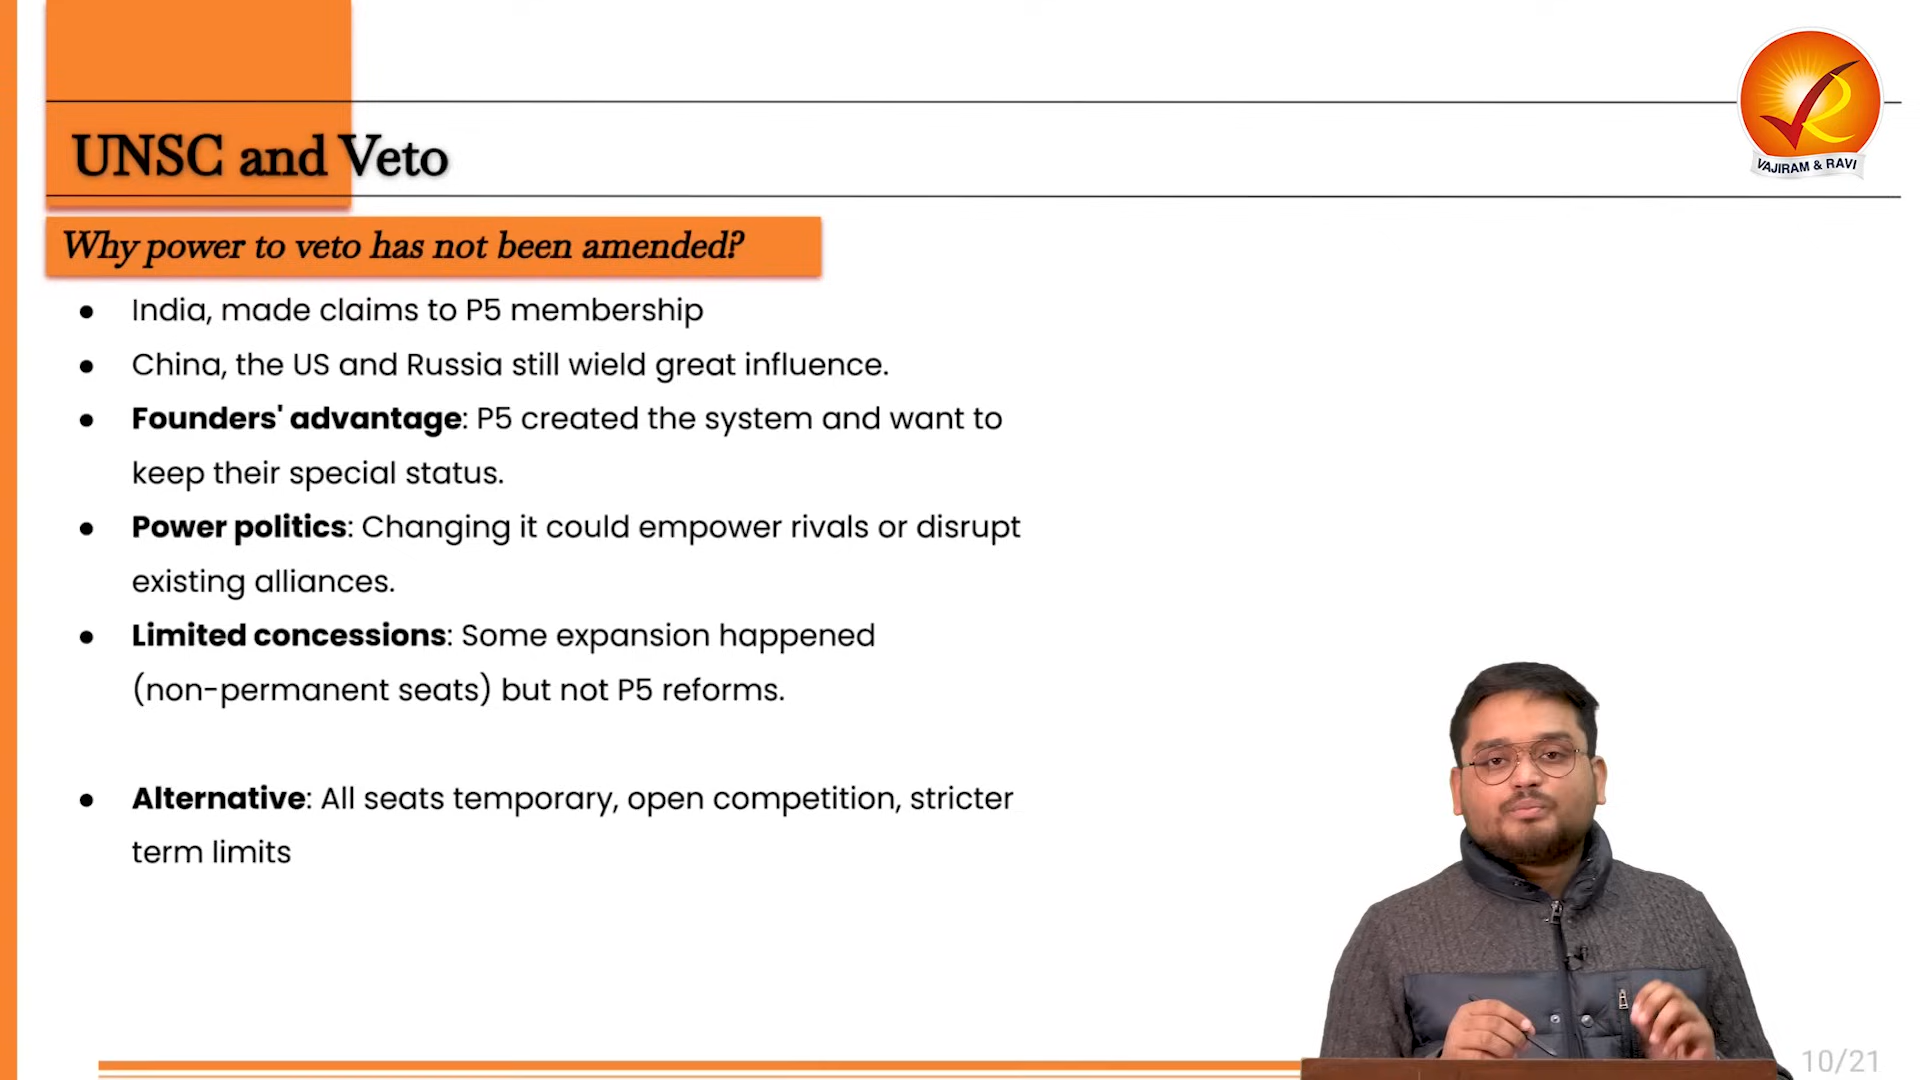 UNSC and Veto
VAJIRAM & RAVI
Why power to veto has not been amended?
● India, made claims to P5 membership
● China, the US and Russia still wield great influence.
● Founders' advantage: P5 created the system and want to
keep their special status.
● Power politics: Changing it could empower rivals or disrupt
existing alliances.
● Limited concessions: Some expansion happened
(non-permanent seats) but not P5 reforms.
● Alternative: All seats temporary, open competition, stricter
term limits
10/21